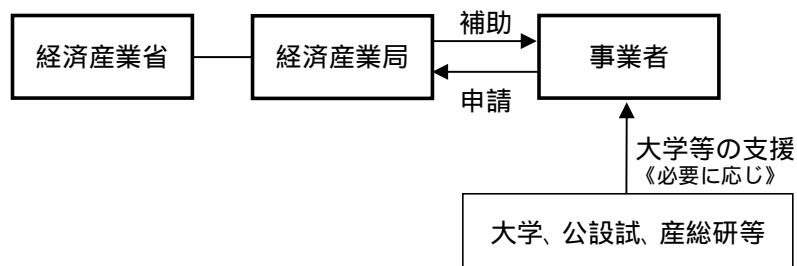 補助
経済産業省
経済産業局
事業者
申請
大学等の支援
《必要に応じ》
大学、公設試、産総研等